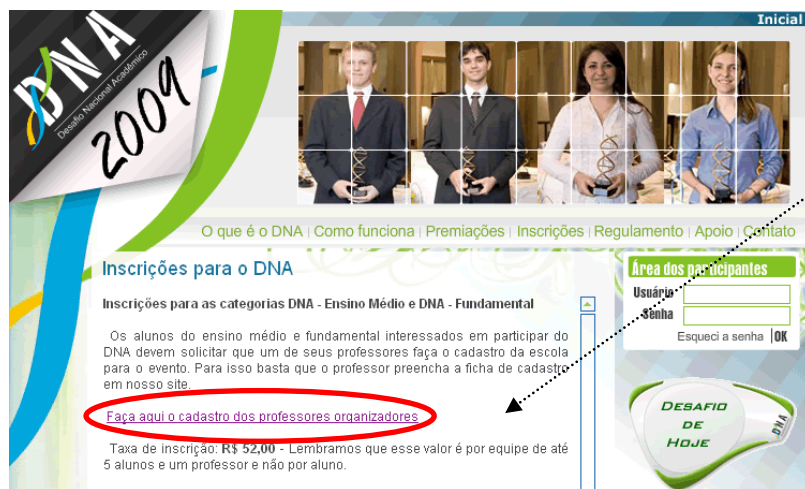 DNA
Desafio Nacional Acadêmico
2009
Inicial
O que é o DNA | Como funciona | Premiações | Inscrições | Regulamento | Apoio | Contato
Inscrições para o DNA
Inscrições para as categorias DNA - Ensino Médio e DNA - Fundamental
Os alunos do ensino médio e fundamental interessados em participar do
DNA devem solicitar que um de seus professores faça o cadastro da escola
para o evento. Para isso basta que o professor preencha a ficha de cadastro
em nosso site.
Faça aqui o cadastro dos professores organizadores
Taxa de inscrição: R$ 52,00 - Lembramos que esse valor é por equipe de até
5 alunos e um professor e não por aluno.
Área dos participantes
Usuário
Senha
Esqueci a senha | OK
DESAFIO
DE
HOJE
DNA